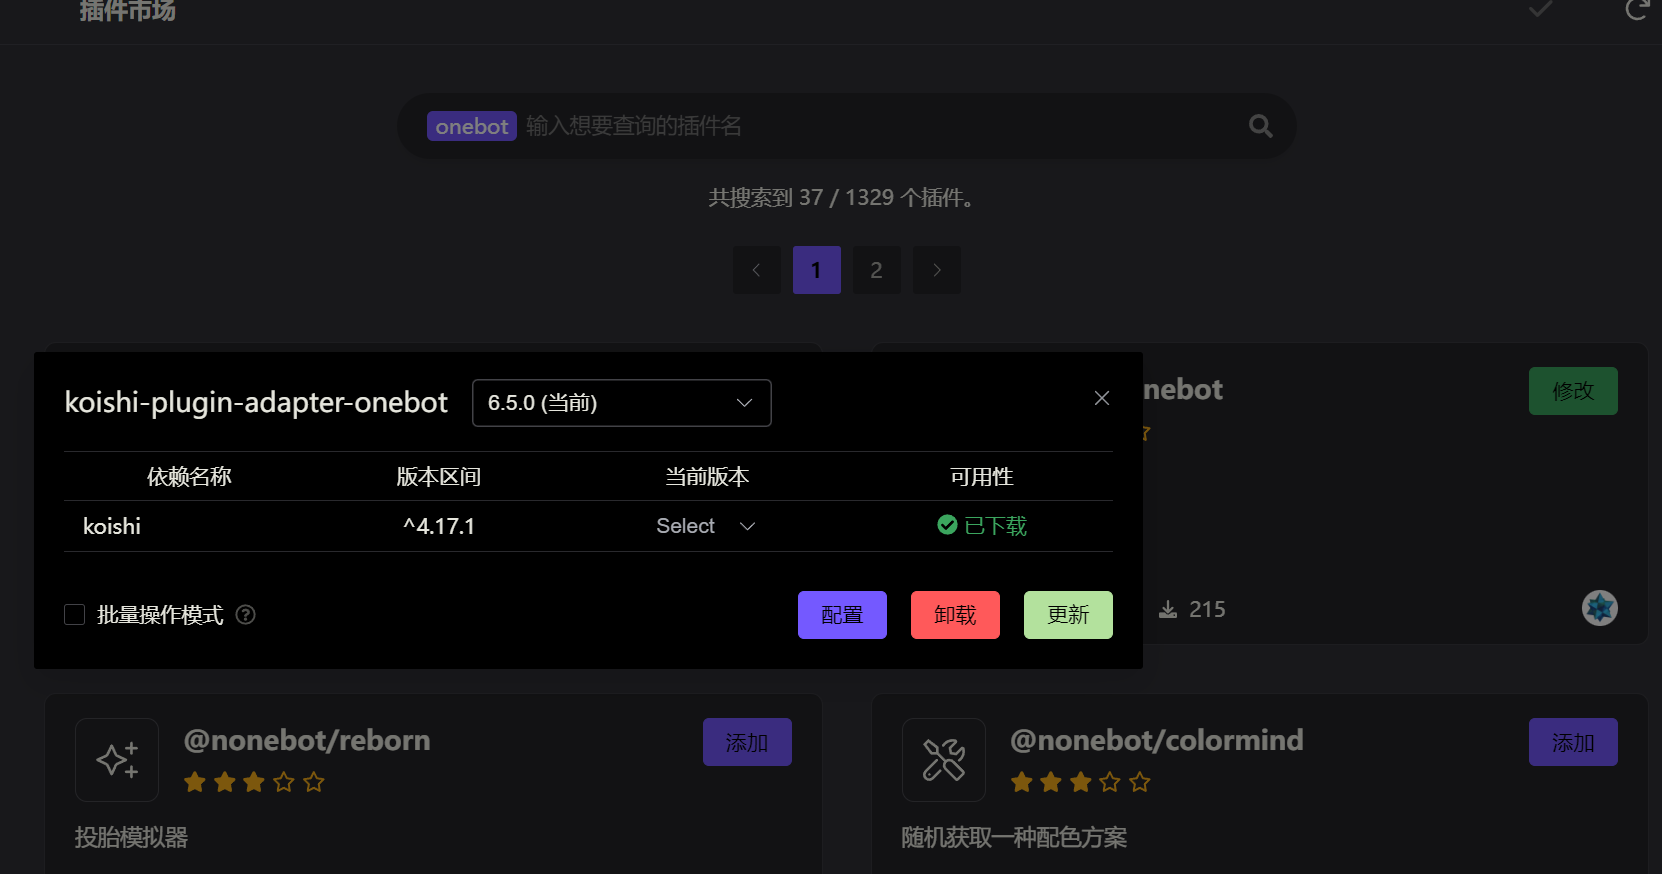 插件市场
onebot 输入想要查询的插件名
共搜索到 37 / 1329 个插件。
1 2
koishi-plugin-adapter-onebot 6.5.0 (当前)
依赖名称 版本区间 当前版本 可用性
koishi ^4.17.1 Select 已下载
批量操作模式 配置 卸载 更新
nebot 修改
215
@nonebot/reborn 添加
投胎模拟器
@nonebot/colormind 添加
随机获取一种配色方案